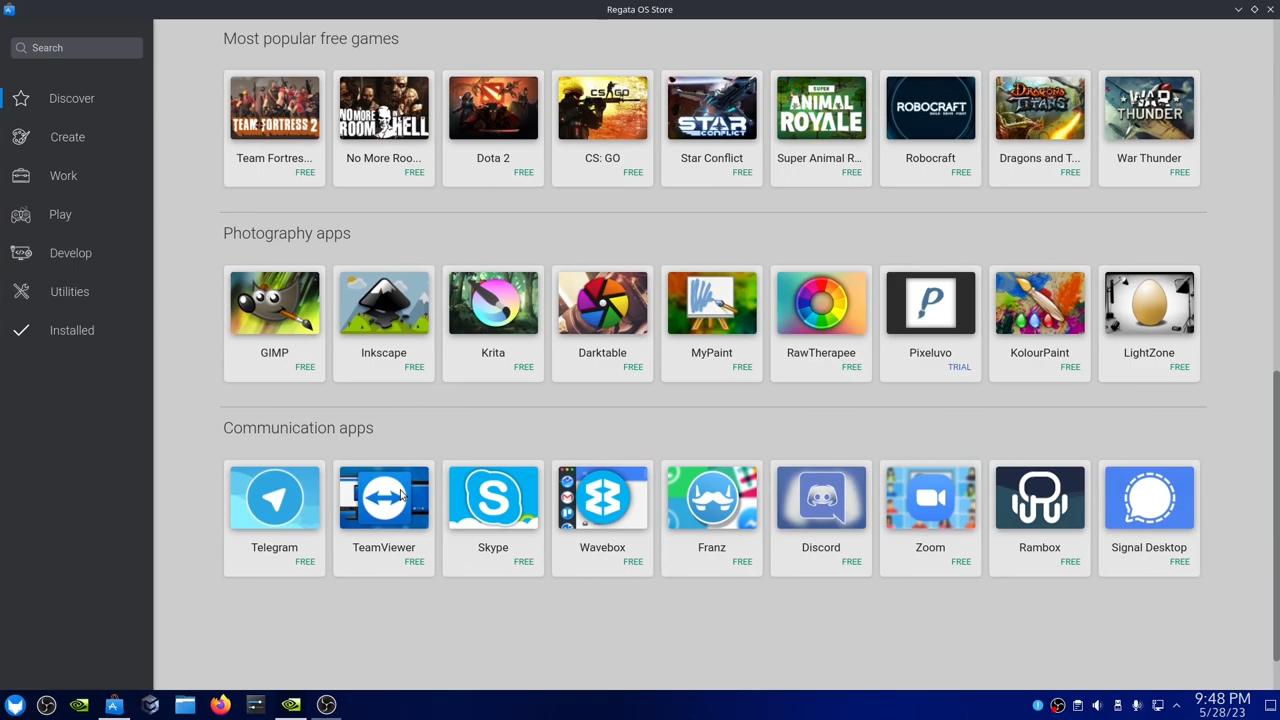 Regata OS Store
Search
Discover
Create
Work
Play
Develop
Utilities
Installed
Most popular free games
TEAM FORTRESS 2
NO MORE ROOM HELL
CS GO
STAR CONFLICT
SUPER ANIMAL ROYALE
ROBOCRAFT
BUILD DRIVE FIGHT
DRAGONS TITANS
WAR THUNDER
Team Fortres...
No More Roo...
Dota 2
CS: GO
Star Conflict
Super Animal R...
Robocraft
Dragons and T...
War Thunder
FREE
FREE
FREE
FREE
FREE
FREE
FREE
FREE
FREE
Photography apps
P
GIMP
Inkscape
Krita
Darktable
MyPaint
RawTherapee
Pixeluvo
KolourPaint
LightZone
FREE
FREE
FREE
FREE
FREE
FREE
TRIAL
FREE
FREE
Communication apps
S
Telegram
TeamViewer
Skype
Wavebox
Franz
Discord
Zoom
Rambox
Signal Desktop
FREE
FREE
FREE
FREE
FREE
FREE
FREE
FREE
FREE
9:48 PM
5/28/23